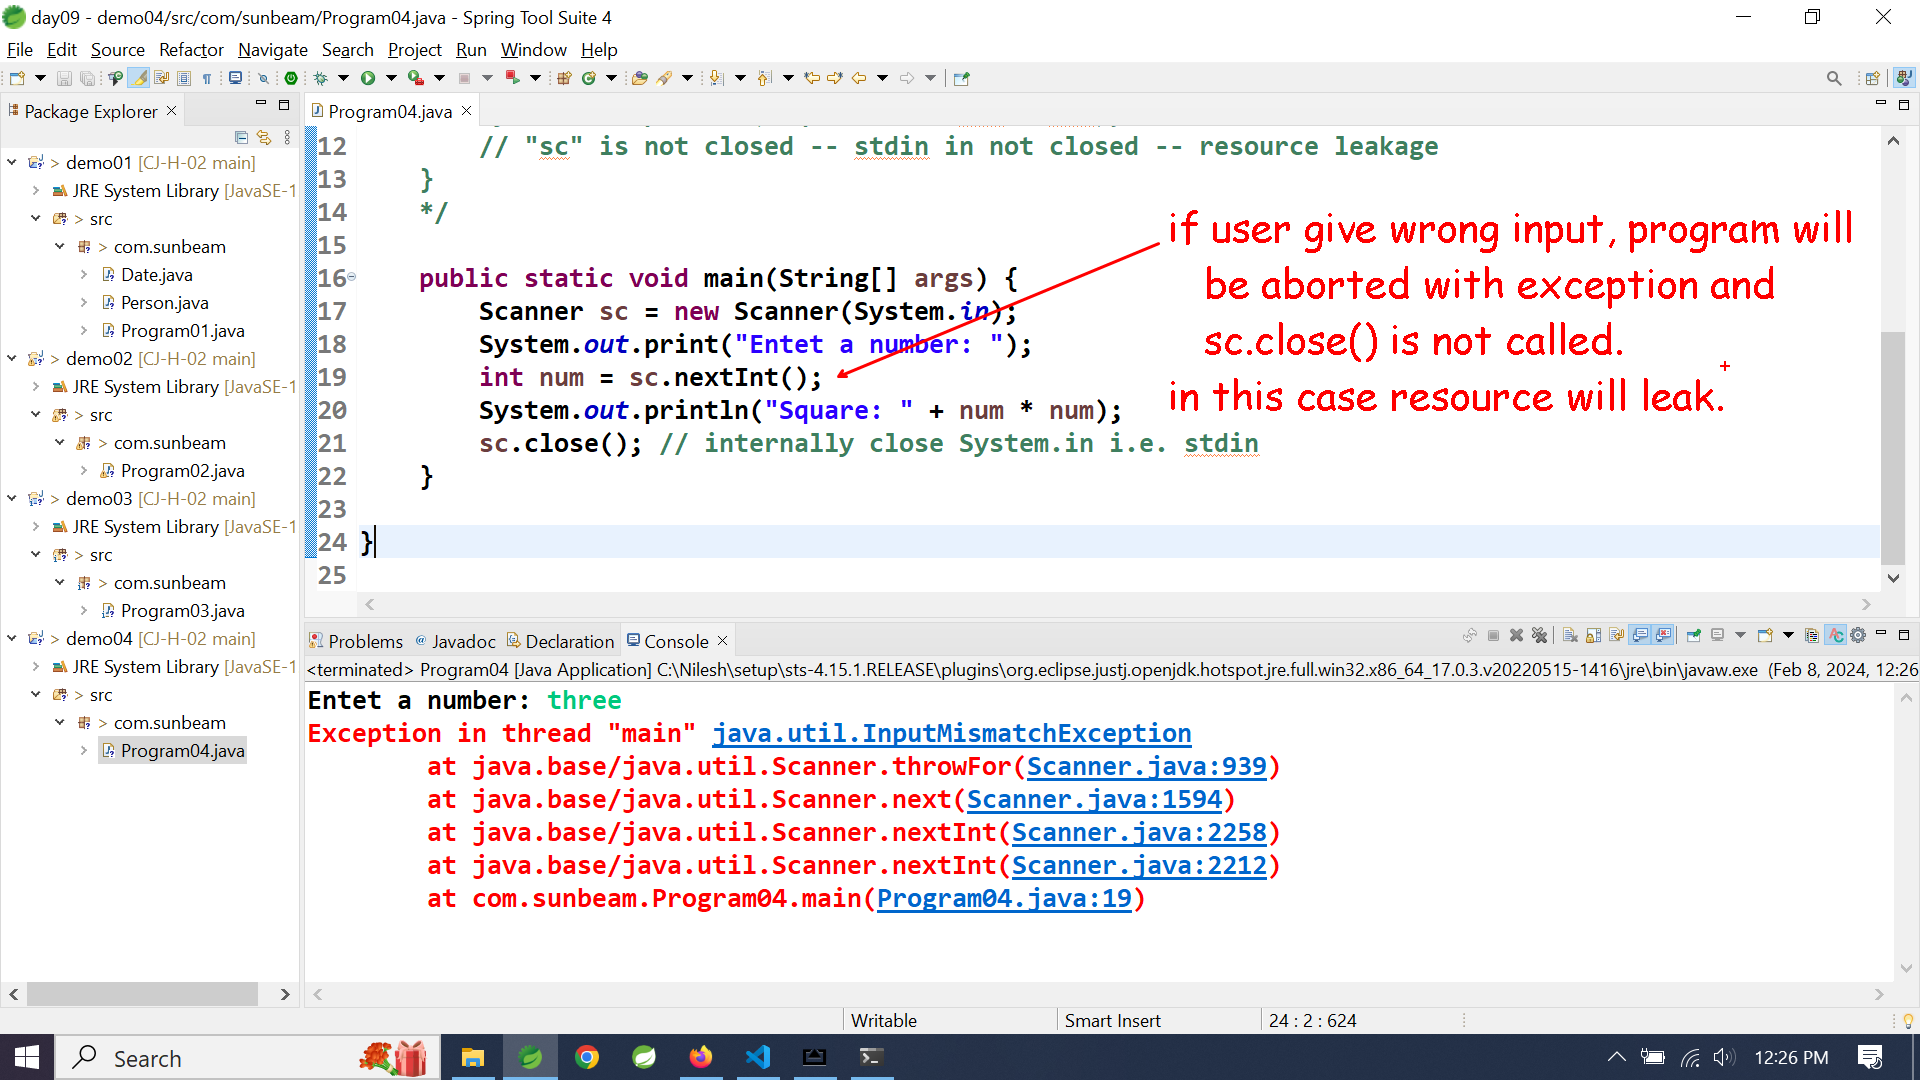 day09 - demo04/src/com/sunbeam/Program04.java - Spring Tool Suite 4
File Edit Source Refactor Navigate Search Project Run Window Help
Package Explorer
demo01 [CJ-H-02 main]
JRE System Library [JavaSE-1
> src
> com.sunbeam
Date.java
Person.java
Program01.java
> demo02 [CJ-H-02 main]
JRE System Library [JavaSE-1
> src
> com.sunbeam
Program02.java
> demo03 [CJ-H-02 main]
JRE System Library [JavaSE-1
> src
> com.sunbeam
Program03.java
> demo04 [CJ-H-02 main]
JRE System Library [JavaSE-1
> src
> com.sunbeam
Program04.java
Program04.java
12 // "sc" is not closed -- stdin in not closed -- resource leakage
13 }
14 */
15
16 public static void main(String[] args) {
17 Scanner sc = new Scanner(System.in);
18 System.out.print("Entet a number: ");
19 int num = sc.nextInt();
20 System.out.println("Square: " + num * num);
21 sc.close(); // internally close System.in i.e. stdin
22 }
23
24 }
25
if user give wrong input, program will
be aborted with exception and
sc.close() is not called.
in this case resource will leak.
Problems Javadoc Declaration Console
<terminated> Program04 [Java Application] C:\Nilesh\setup\sts-4.15.1.RELEASE\plugins\org.eclipse.justj.openjdk.hotspot.jre.full.win32.x86_64_17.0.3.v20220515-1416\jre\bin\javaw.exe (Feb 8, 2024, 12:26
Entet a number: three
Exception in thread "main" java.util.InputMismatchException
at java.base/java.util.Scanner.throwFor(Scanner.java:939)
at java.base/java.util.Scanner.next(Scanner.java:1594)
at java.base/java.util.Scanner.nextInt(Scanner.java:2258)
at java.base/java.util.Scanner.nextInt(Scanner.java:2212)
at com.sunbeam.Program04.main(Program04.java:19)
Writable Smart Insert 24 : 2 : 624
Search
12:26 PM